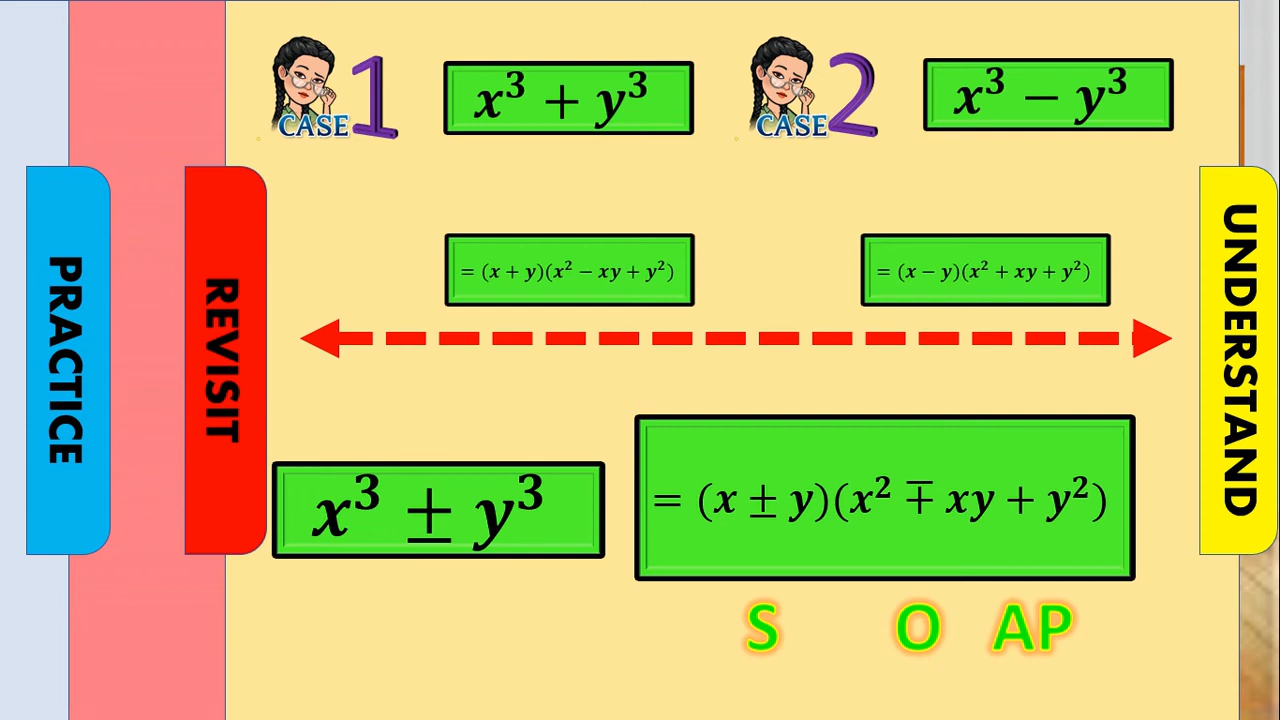 CASE 1
x³ + y³
CASE 2
x³ − y³
= (x + y)(x² − xy + y²)
= (x − y)(x² + xy + y²)
x³ ± y³
= (x ± y)(x² ∓ xy + y²)
S O AP
PRACTICE
REVISIT
UNDERSTAND